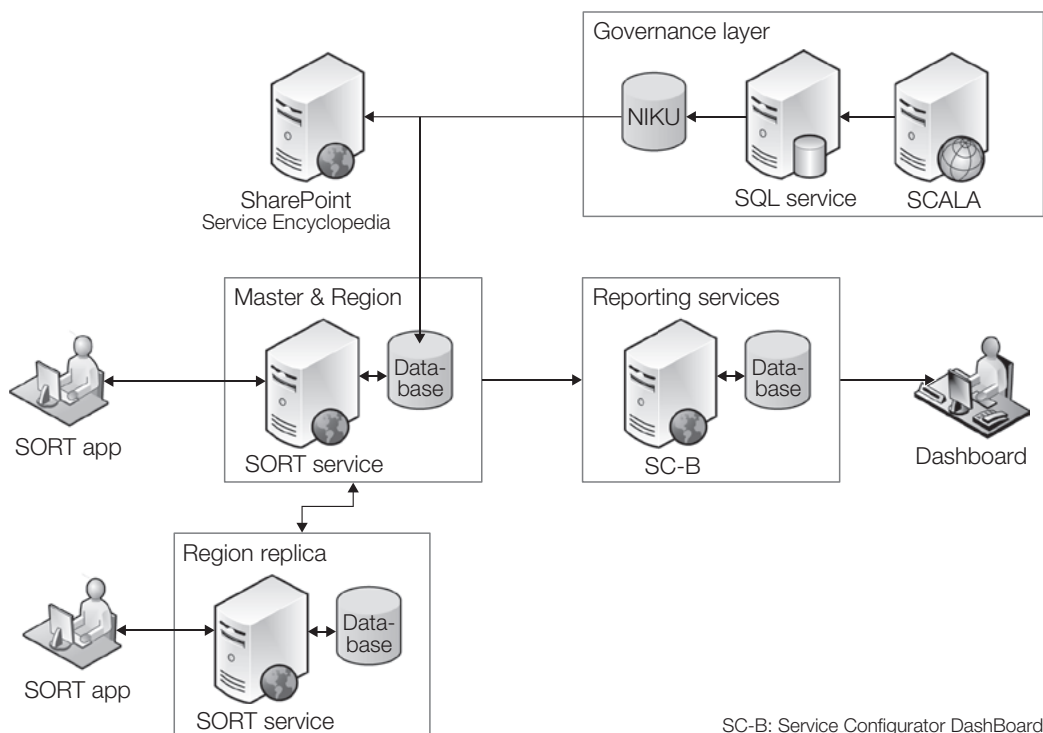 Governance layer
NIKU
SQL service
SCALA
SharePoint
Service Encyclopedia
Master & Region
Data-
base
SORT service
SORT app
Reporting services
Data-
base
SC-B
Dashboard
Region replica
Data-
base
SORT service
SORT app
SC-B: Service Configurator DashBoard